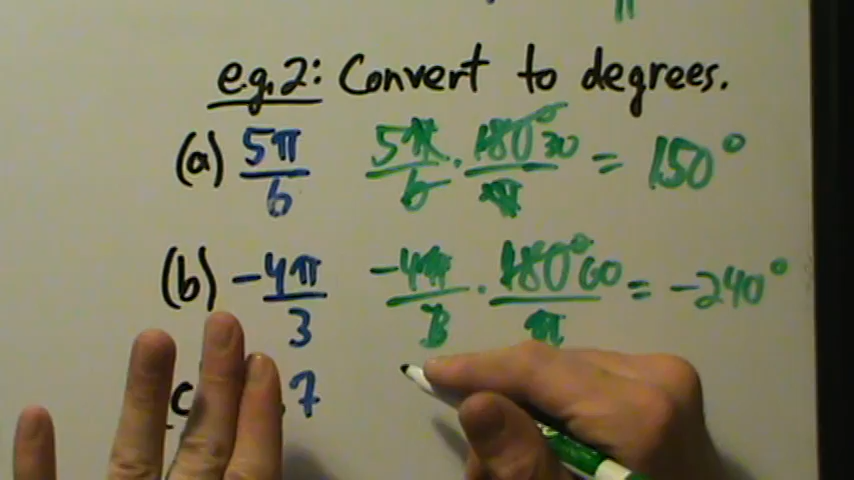 e.g.2: Convert to degrees.
(a) 5π/6 5π/6 · 180° 30/π = 150°
(b) -4π/3 -4π/3 · 180° 60/π = -240°
(c .7